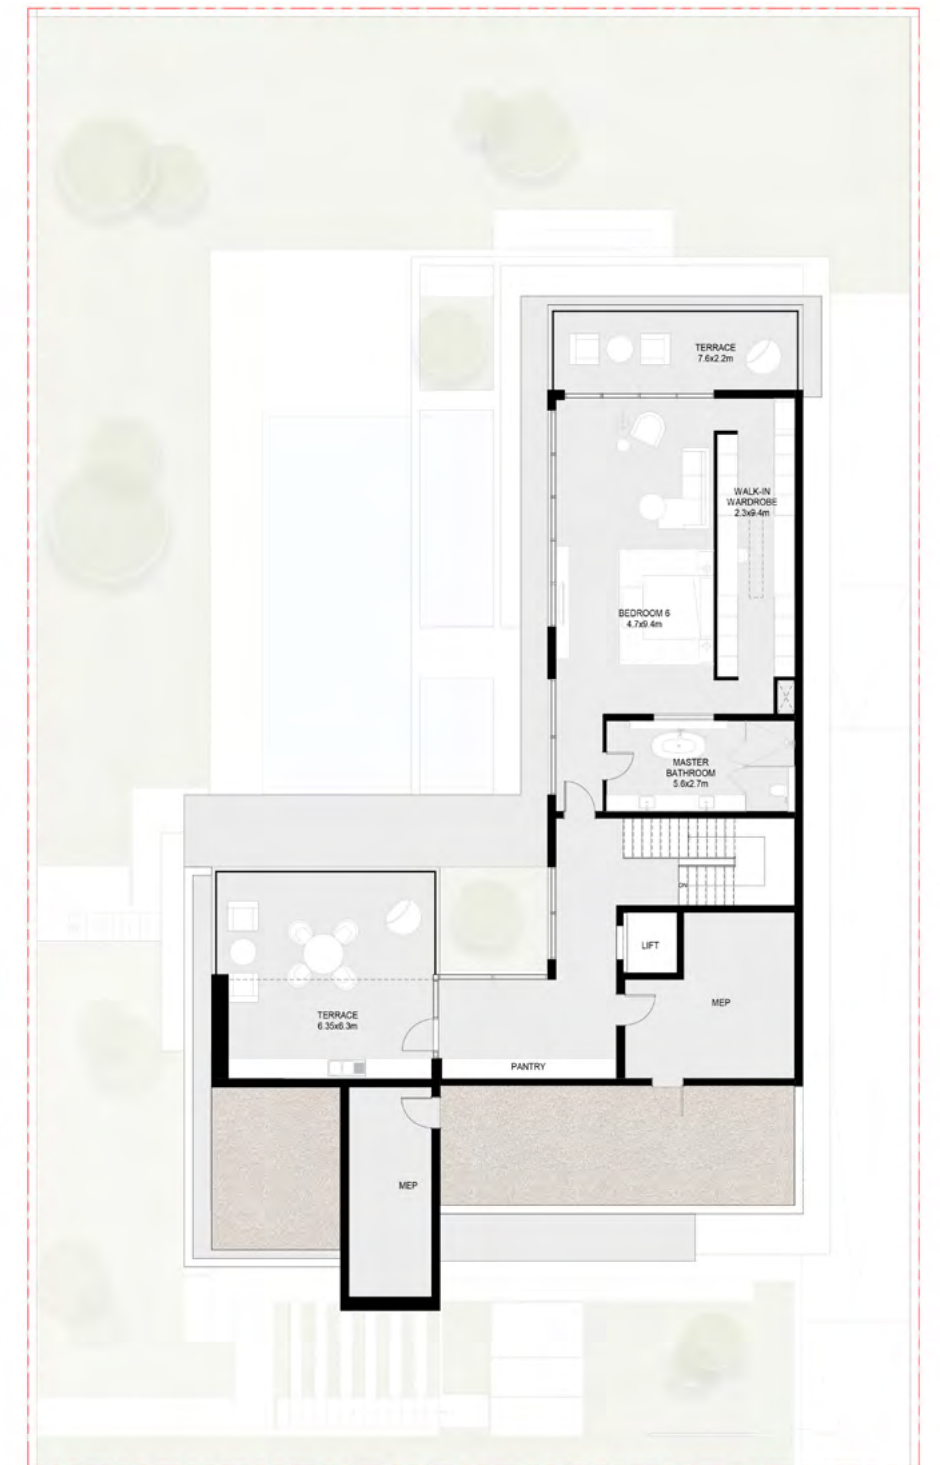 TERRACE
7.6x2.2m
WALK-IN
WARDROBE
2.3x9.4m
BEDROOM 6
4.7x9.4m
MASTER
BATHROOM
5.6x2.7m
DN
LIFT
MEP
TERRACE
6.35x6.3m
PANTRY
MEP